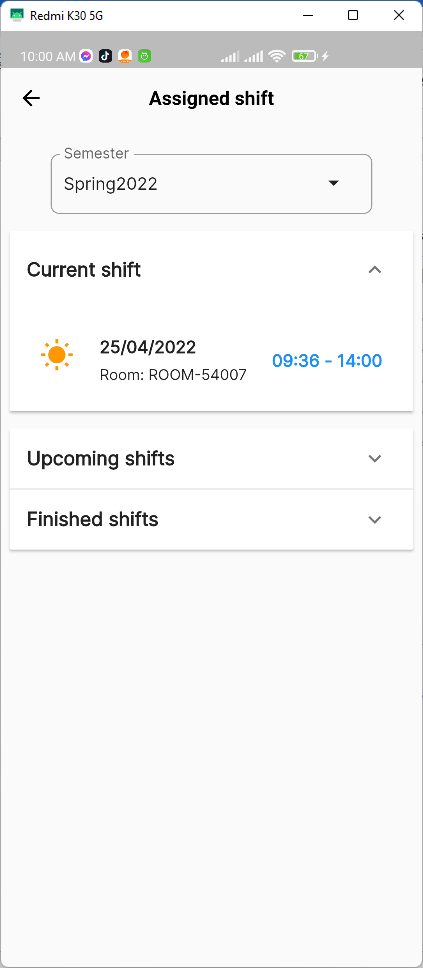 Redmi K30 5G
10:00 AM
67
Assigned shift
Semester
Spring2022
Current shift
25/04/2022
Room: ROOM-54007
09:36 - 14:00
Upcoming shifts
Finished shifts